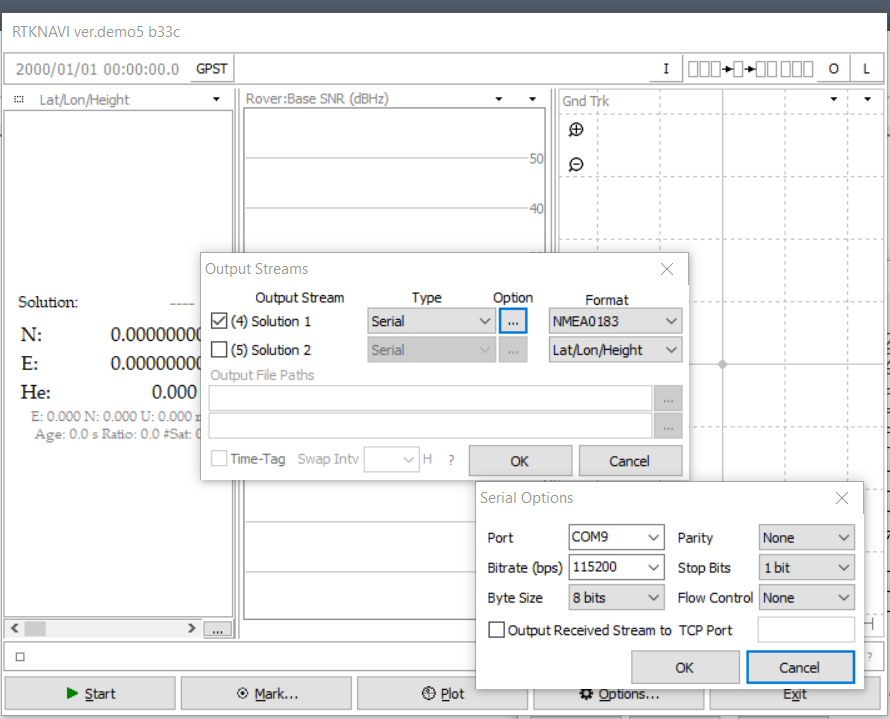 RTKNAVI ver.demo5 b33c
2000/01/01 00:00:00.0 GPST I O L
Lat/Lon/Height
Rover:Base SNR (dBHz)
Gnd Trk
50
40
Solution: ----
N: 0.00000000
E: 0.00000000
He: 0.000
E: 0.000 N: 0.000 U: 0.000
Age: 0.0 s Ratio: 0.0 #Sat:
...
Output Streams
Output Stream Type Option Format
(4) Solution 1 Serial ... NMEA0183
(5) Solution 2 Serial ... Lat/Lon/Height
Output File Paths
...
...
Time-Tag Swap Intv H ? OK Cancel
Serial Options
Port COM9 Parity None
Bitrate (bps) 115200 Stop Bits 1 bit
Byte Size 8 bits Flow Control None
Output Received Stream to TCP Port
OK Cancel
?
Start Mark... Plot Options... Exit